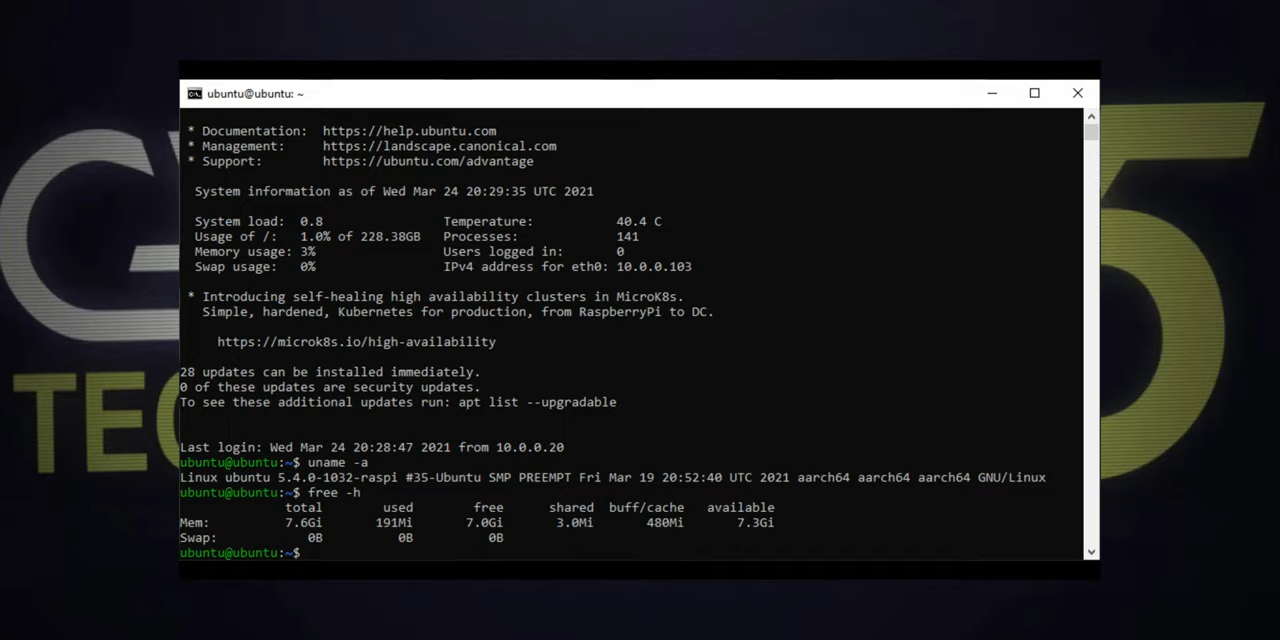 ubuntu@ubuntu: ~
* Documentation: https://help.ubuntu.com
* Management: https://landscape.canonical.com
* Support: https://ubuntu.com/advantage
System information as of Wed Mar 24 20:29:35 UTC 2021
System load: 0.8 Temperature: 40.4 C
Usage of /: 1.0% of 228.38GB Processes: 141
Memory usage: 3% Users logged in: 0
Swap usage: 0% IPv4 address for eth0: 10.0.0.103
* Introducing self-healing high availability clusters in MicroK8s.
Simple, hardened, Kubernetes for production, from RaspberryPi to DC.
https://microk8s.io/high-availability
28 updates can be installed immediately.
0 of these updates are security updates.
To see these additional updates run: apt list --upgradable
Last login: Wed Mar 24 20:28:47 2021 from 10.0.0.20
ubuntu@ubuntu:~$ uname -a
Linux ubuntu 5.4.0-1032-raspi #35-Ubuntu SMP PREEMPT Fri Mar 19 20:52:40 UTC 2021 aarch64 aarch64 aarch64 GNU/Linux
ubuntu@ubuntu:~$ free -h
total used free shared buff/cache available
Mem: 7.6Gi 191Mi 7.0Gi 3.0Mi 480Mi 7.3Gi
Swap: 0B 0B 0B
ubuntu@ubuntu:~$